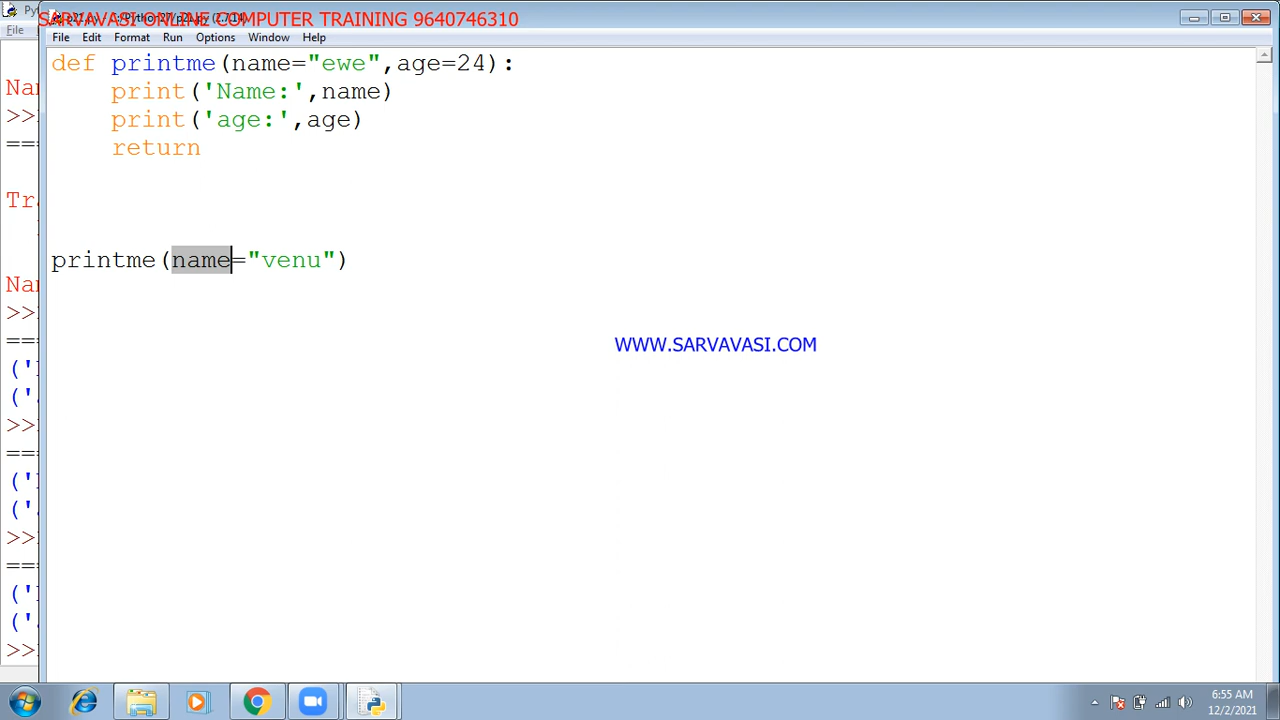 SARVAVASI ONLINE COMPUTER TRAINING 9640746310
File Edit Format Run Options Window Help
def printme(name="ewe",age=24):
    print('Name:',name)
    print('age:',age)
    return
printme(name="venu")
WWW.SARVAVASI.COM
File
>>
===
>>
===
('
>>
===
('
>>
===
('
>>
6:55 AM
12/2/2021